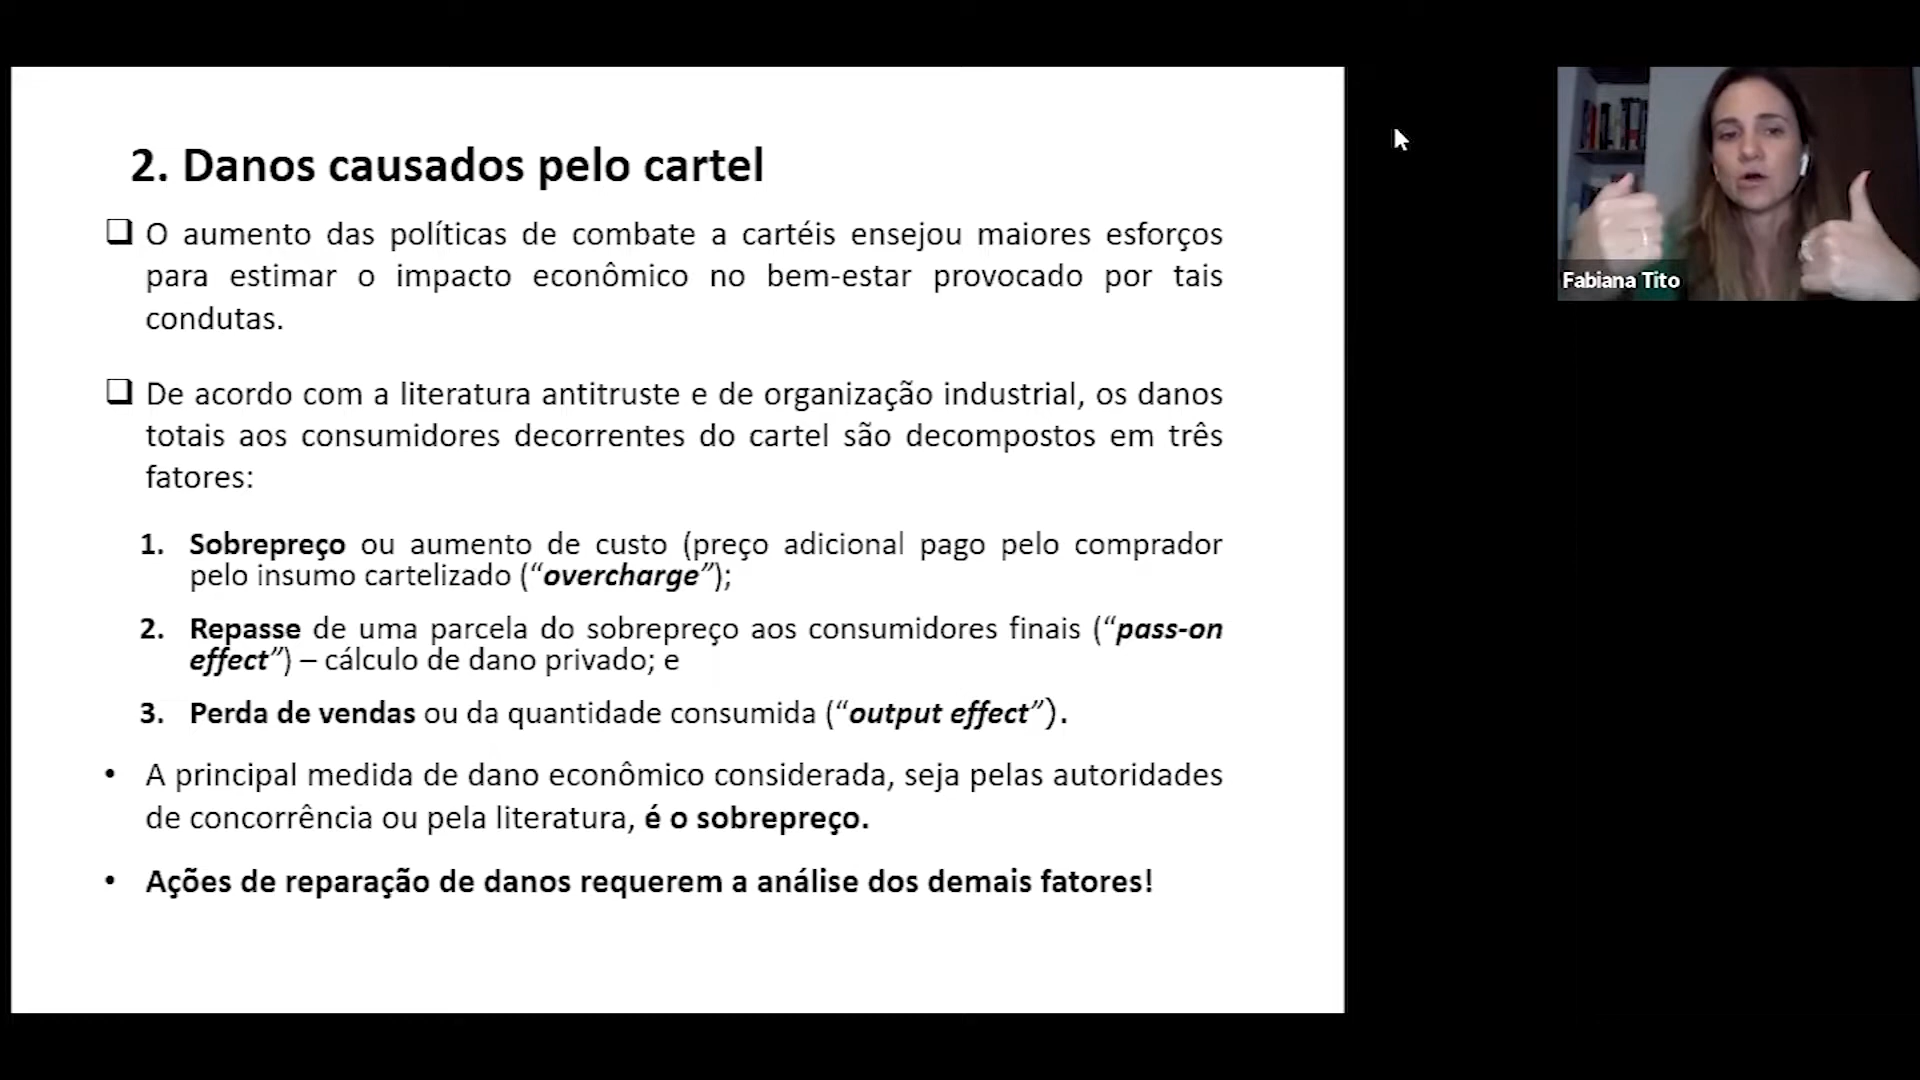 2. Danos causados pelo cartel
❑ O aumento das políticas de combate a cartéis ensejou maiores esforços
para estimar o impacto econômico no bem-estar provocado por tais
condutas.
❑ De acordo com a literatura antitruste e de organização industrial, os danos
totais aos consumidores decorrentes do cartel são decompostos em três
fatores:
1. Sobrepreço ou aumento de custo (preço adicional pago pelo comprador
pelo insumo cartelizado (“overcharge”);
2. Repasse de uma parcela do sobrepreço aos consumidores finais (“pass-on
effect”) – cálculo de dano privado; e
3. Perda de vendas ou da quantidade consumida (“output effect”).
• A principal medida de dano econômico considerada, seja pelas autoridades
de concorrência ou pela literatura, é o sobrepreço.
• Ações de reparação de danos requerem a análise dos demais fatores!
Fabiana Tito